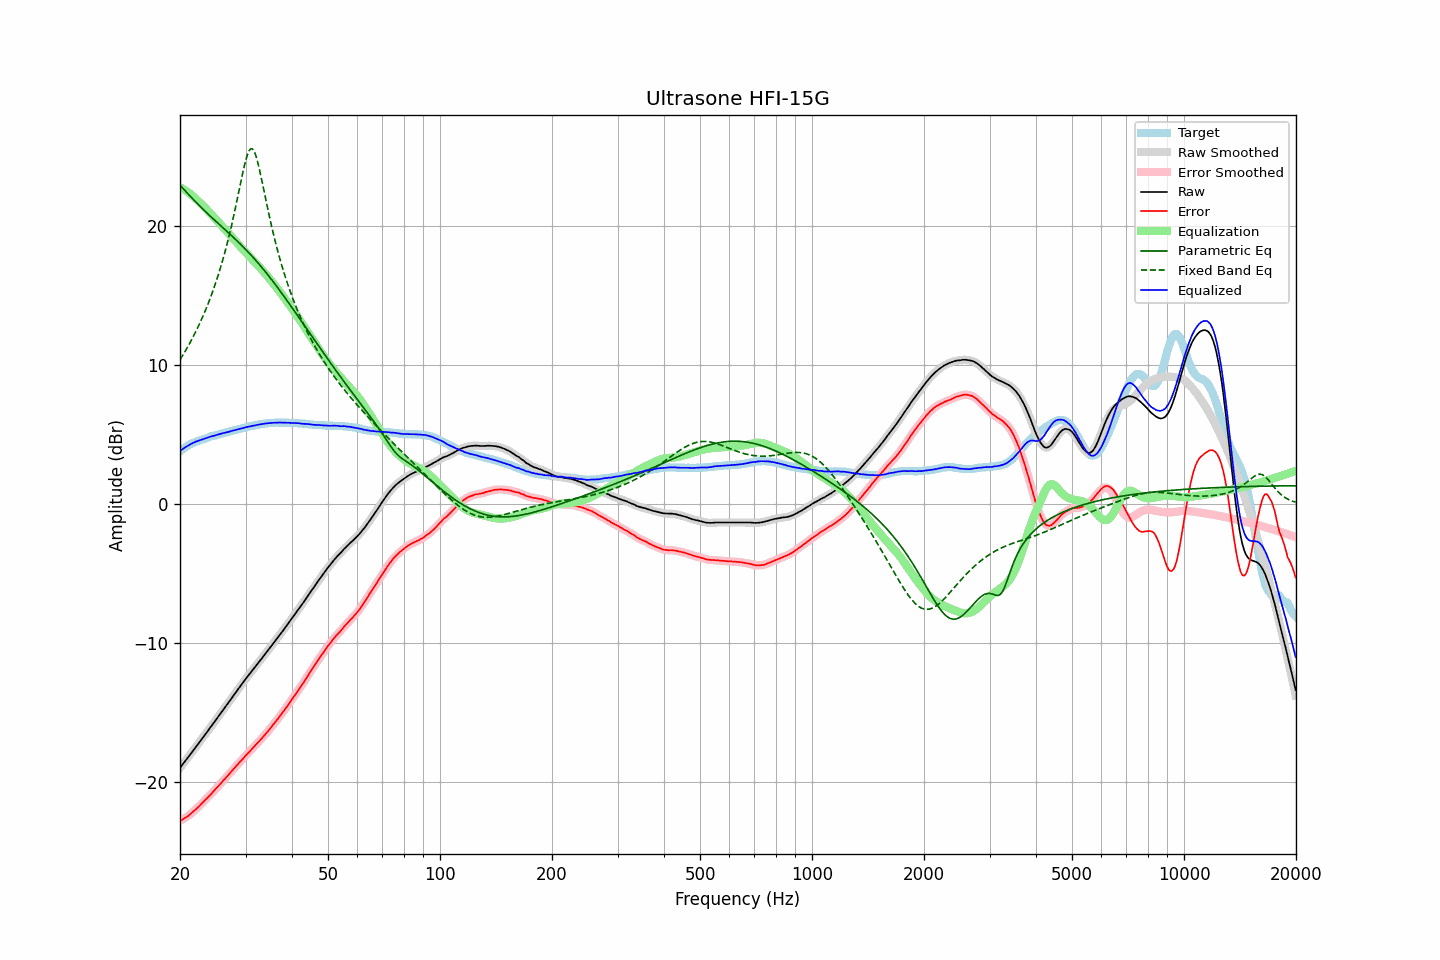 Ultrasone HFI-15G
Target
Raw Smoothed
Error Smoothed
Raw
Error
Equalization
Parametric Eq
Fixed Band Eq
Equalized
Amplitude (dBr)
20
10
0
−10
−20
20 50 100 200 500 1000 2000 5000 10000 20000
Frequency (Hz)